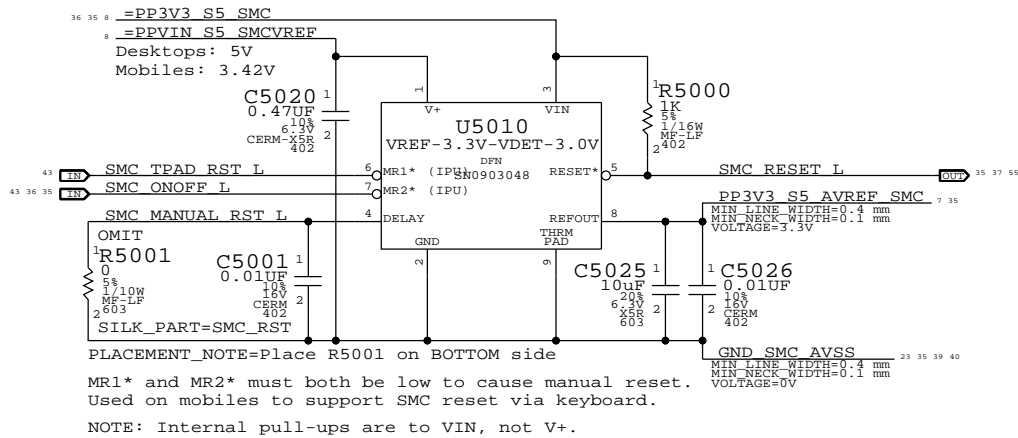 36 35 8 =PP3V3_S5_SMC
8 =PPVIN_S5_SMCVREF
Desktops: 5V
Mobiles: 3.42V
C5020
0.47UF
10%
6.3V
CERM-X5R
402
1
2
1
V+
3
VIN
U5010
VREF-3.3V-VDET-3.0V
DFN
SN0903048
R5000
1K
5%
1/16W
MF-LF
402
1
2
43 IN SMC_TPAD_RST_L 6 MR1* (IPU)
RESET* 5 SMC_RESET_L OUT 35 37 55
43 36 35 IN SMC_ONOFF_L 7 MR2* (IPU)
SMC_MANUAL_RST_L 4 DELAY
REFOUT 8
PP3V3_S5_AVREF_SMC 7 35
MIN_LINE_WIDTH=0.4 mm
MIN_NECK_WIDTH=0.1 mm
VOLTAGE=3.3V
GND
2
THRM
PAD
9
OMIT
R5001
0
5%
1/10W
MF-LF
603
1
2
SILK_PART=SMC_RST
C5001
0.01UF
10%
16V
CERM
402
1
2
C5025
10uF
20%
6.3V
X5R
603
1
2
C5026
0.01UF
10%
16V
CERM
402
1
2
GND_SMC_AVSS 23 35 39 40
MIN_LINE_WIDTH=0.4 mm
MIN_NECK_WIDTH=0.1 mm
VOLTAGE=0V
PLACEMENT_NOTE=Place R5001 on BOTTOM side
MR1* and MR2* must both be low to cause manual reset.
Used on mobiles to support SMC reset via keyboard.
NOTE: Internal pull-ups are to VIN, not V+.